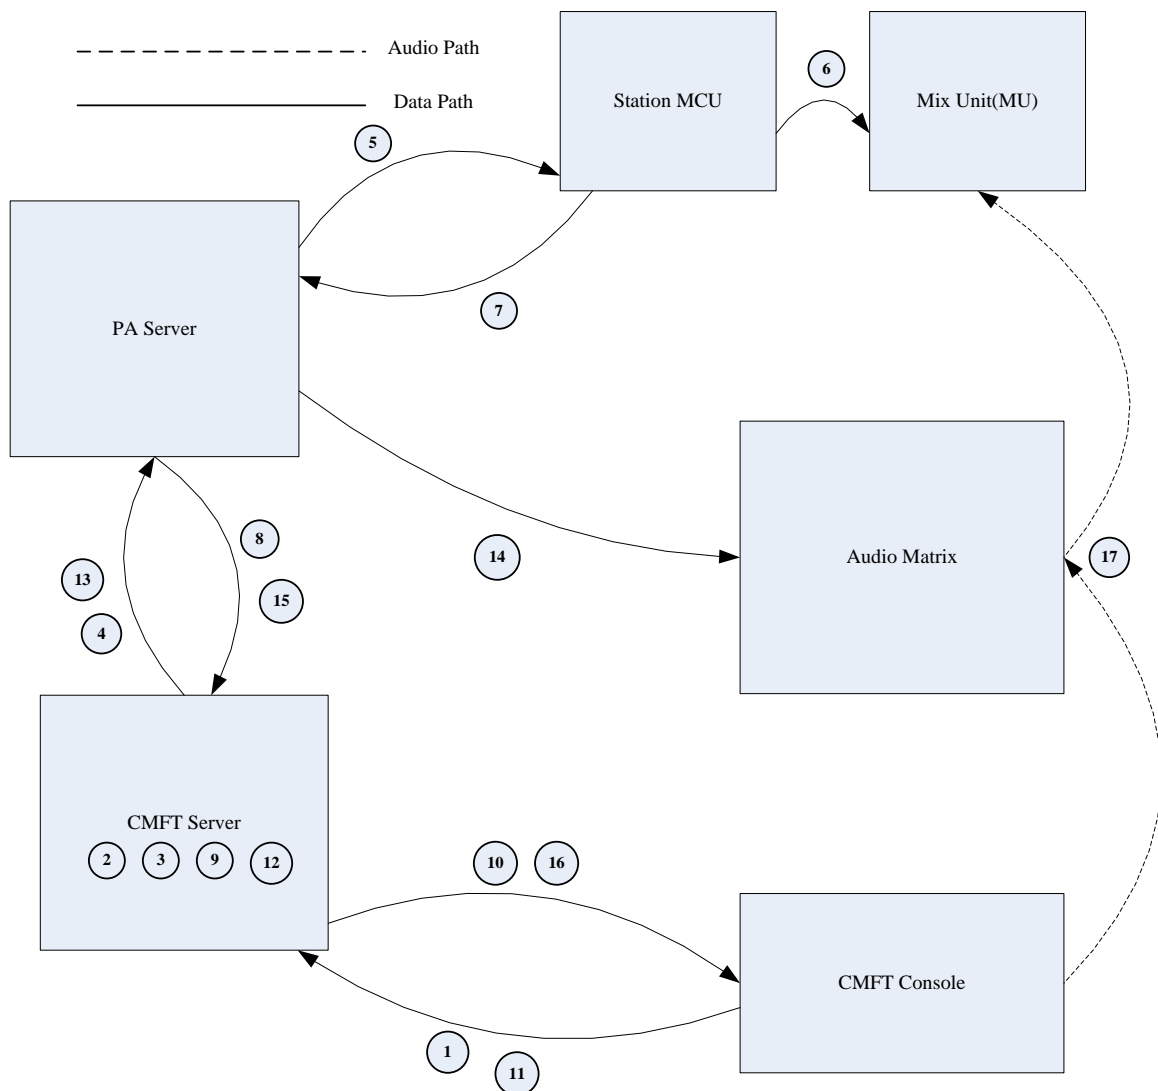 Audio Path
Data Path
Station MCU
6
Mix Unit(MU)
5
PA Server
7
8
14
Audio Matrix
17
13
15
4
CMFT Server
2 3 9 12
10 16
CMFT Console
1
11